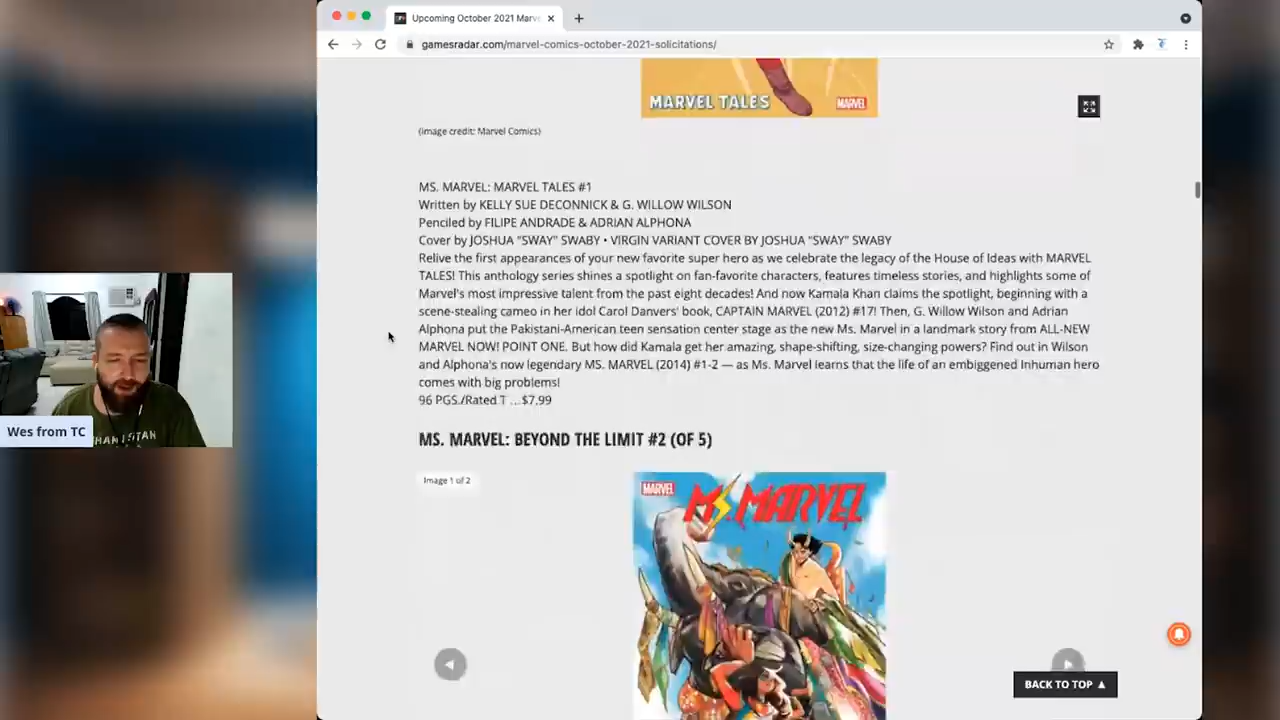 Upcoming October 2021 Marv
gamesradar.com/marvel-comics-october-2021-solicitations/
MARVEL TALES
MARVEL
(Image credit: Marvel Comics)
MS. MARVEL: MARVEL TALES #1
Written by KELLY SUE DECONNICK & G. WILLOW WILSON
Penciled by FILIPE ANDRADE & ADRIAN ALPHONA
Cover by JOSHUA "SWAY" SWABY • VIRGIN VARIANT COVER BY JOSHUA "SWAY" SWABY
Relive the first appearances of your new favorite super hero as we celebrate the legacy of the House of Ideas with MARVEL
TALES! This anthology series shines a spotlight on fan-favorite characters, features timeless stories, and highlights some of
Marvel's most impressive talent from the past eight decades! And now Kamala Khan claims the spotlight, beginning with a
scene-stealing cameo in her idol Carol Danvers' book, CAPTAIN MARVEL (2012) #17! Then, G. Willow Wilson and Adrian
Alphona put the Pakistani-American teen sensation center stage as the new Ms. Marvel in a landmark story from ALL-NEW
MARVEL NOW! POINT ONE. But how did Kamala get her amazing, shape-shifting, size-changing powers? Find out in Wilson
and Alphona's now legendary MS. MARVEL (2014) #1-2 — as Ms. Marvel learns that the life of an embiggened Inhuman hero
comes with big problems!
96 PGS./Rated T …$7.99
MS. MARVEL: BEYOND THE LIMIT #2 (OF 5)
Image 1 of 2
MARVEL
MS. MARVEL
BACK TO TOP ▲
Wes from TC